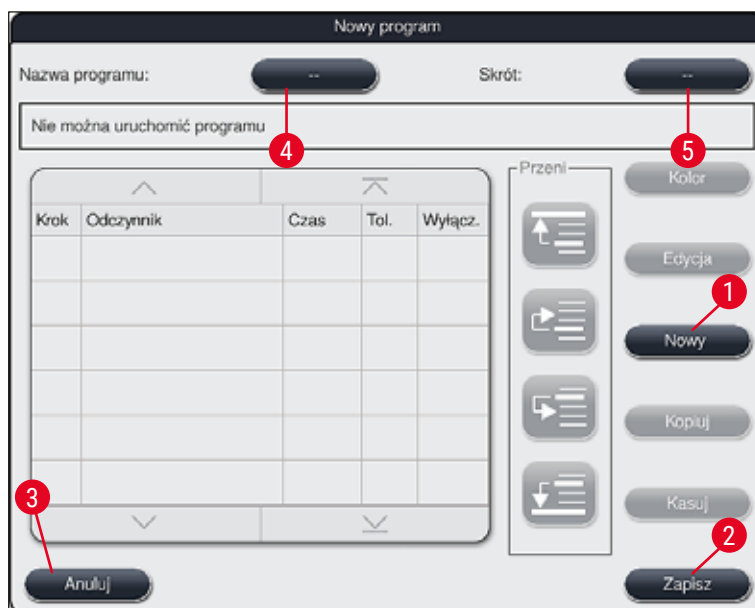 Nowy program
Nazwa programu: -- Skrót: --
4 5
Nie można uruchomić programu
Przeni
Kolor
Krok Odczynnik Czas Tol. Wyłącz.
Edycja
1
Nowy
Kopiuj
3
Kasuj
2
Anuluj Zapisz